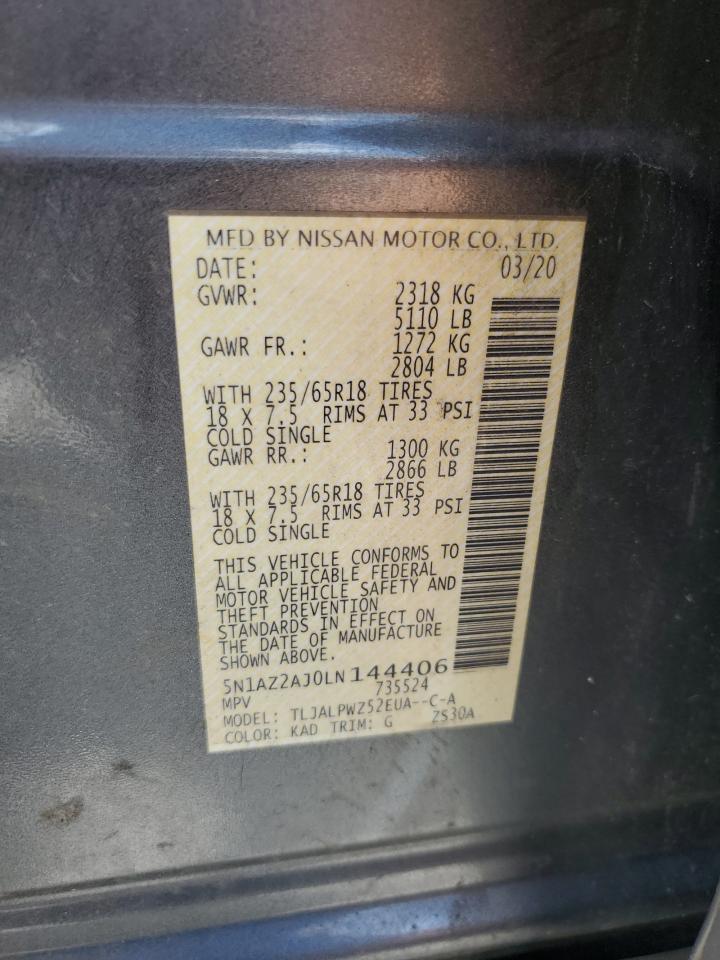 MFD BY NISSAN MOTOR CO., LTD.
DATE: 03/20
GVWR: 2318 KG
5110 LB
GAWR FR.: 1272 KG
2804 LB
WITH 235/65R18 TIRES
18 X 7.5 RIMS AT 33 PSI
COLD SINGLE
GAWR RR.: 1300 KG
2866 LB
WITH 235/65R18 TIRES
18 X 7.5 RIMS AT 33 PSI
COLD SINGLE
THIS VEHICLE CONFORMS TO
ALL APPLICABLE FEDERAL
MOTOR VEHICLE SAFETY AND
THEFT PREVENTION
STANDARDS IN EFFECT ON
THE DATE OF MANUFACTURE
SHOWN ABOVE.
5N1AZ2AJ0LN144406
MPV 735524
MODEL: TLJALPWZ52EUA--C-A
COLOR: KAD TRIM: G ZS30A